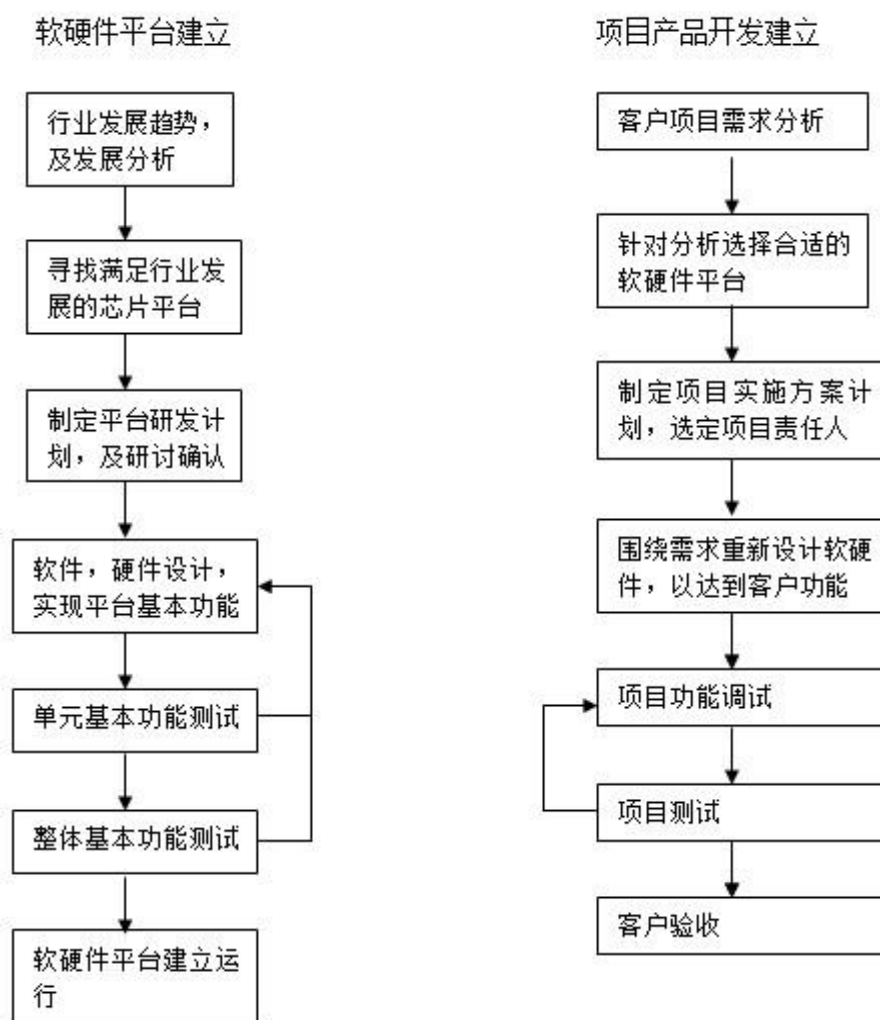 软硬件平台建立
行业发展趋势，
及发展分析
寻找满足行业发
展的芯片平台
制定平台研发计
划，及研讨确认
软件，硬件设计，
实现平台基本功能
单元基本功能测试
整体基本功能测试
软硬件平台建立运
行
项目产品开发建立
客户项目需求分析
针对分析选择合适的
软硬件平台
制定项目实施方案计
划，选定项目责任人
围绕需求重新设计软硬
件，以达到客户功能
项目功能调试
项目测试
客户验收